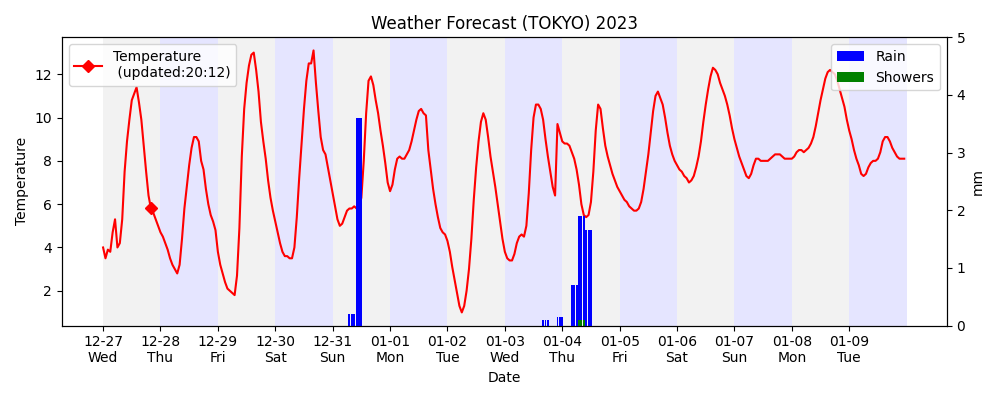 Weather Forecast (TOKYO) 2023
Temperature
(updated:20:12)
Rain
Showers
Temperature
12
10
8
6
4
2
5
4
3
2
1
0
mm
12-27 12-28 12-29 12-30 12-31 01-01 01-02 01-03 01-04 01-05 01-06 01-07 01-08 01-09
Wed Thu Fri Sat Sun Mon Tue Wed Thu Fri Sat Sun Mon Tue
Date